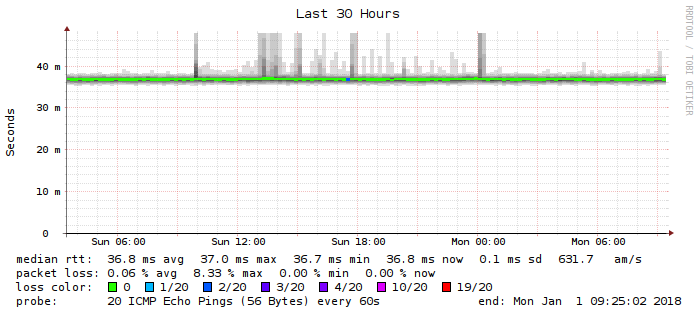 Last 30 Hours
RRDTOOL / TOBI OETIKER
Seconds
40 m
30 m
20 m
10 m
0
Sun 06:00 Sun 12:00 Sun 18:00 Mon 00:00 Mon 06:00
median rtt: 36.8 ms avg 37.0 ms max 36.7 ms min 36.8 ms now 0.1 ms sd 631.7 am/s
packet loss: 0.06 % avg 8.33 % max 0.00 % min 0.00 % now
loss color: 0 1/20 2/20 3/20 4/20 10/20 19/20
probe: 20 ICMP Echo Pings (56 Bytes) every 60s end: Mon Jan 1 09:25:02 2018